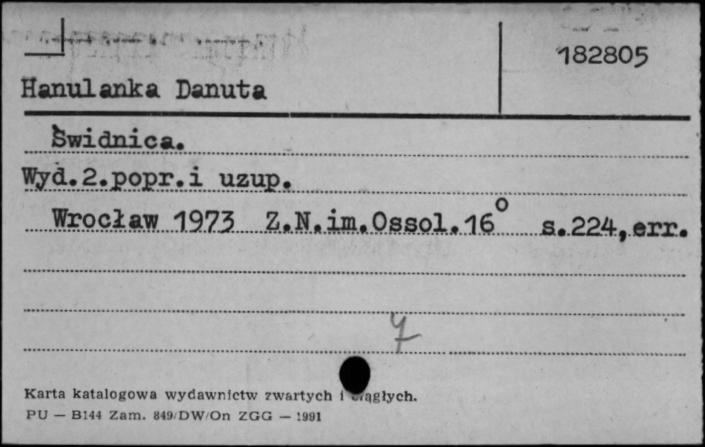 182805
Hanulanka Danuta
Świdnica.
Wyd.2.popr.i uzup.
Wrocław 1973 Z.N.im.Ossol.16° s.224,err.
7
Karta katalogowa wydawnictw zwartych i ciągłych.
PU — B144 Zam. 849/DW/On ZGG — 1991